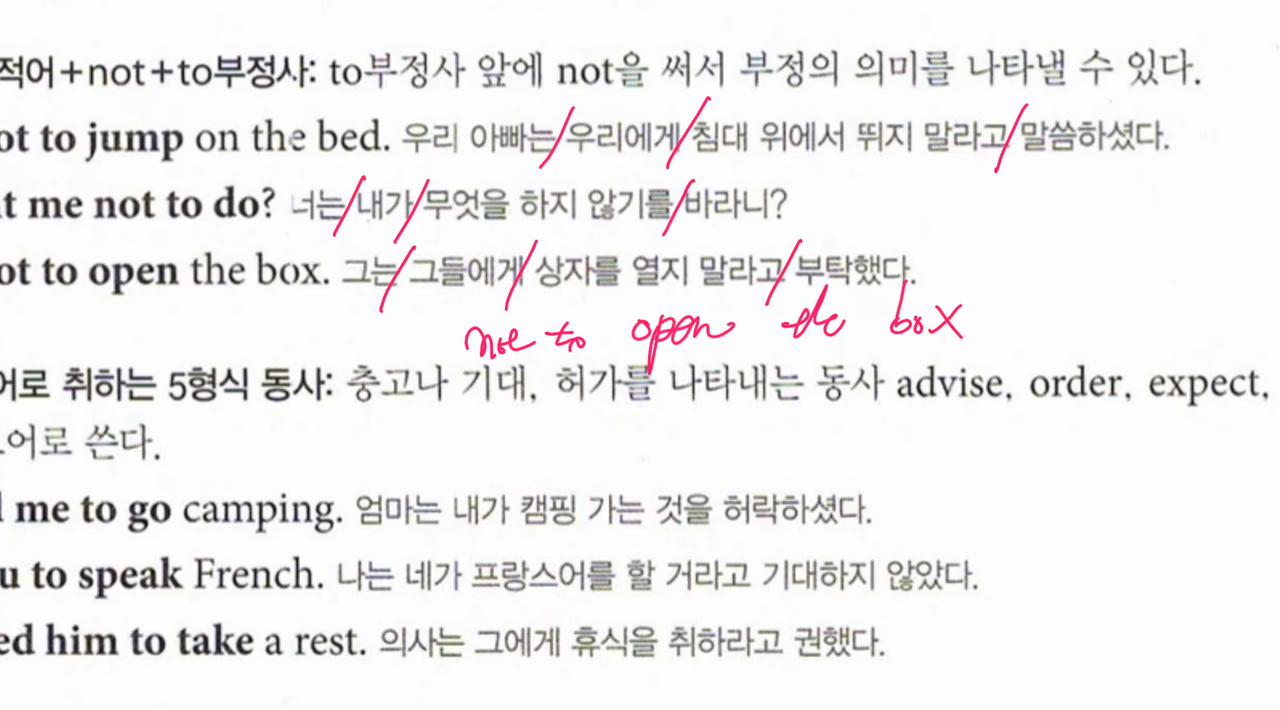 적어+not+to부정사: to부정사 앞에 not을 써서 부정의 의미를 나타낼 수 있다.
ot to jump on the bed. 우리 아빠는/우리에게/침대 위에서 뛰지 말라고/말씀하셨다.
t me not to do? 너는/내가/무엇을 하지 않기를/바라니?
ot to open the box. 그는/그들에게/상자를 열지 말라고/부탁했다.
not to open the box
어로 취하는 5형식 동사: 충고나 기대, 허가를 나타내는 동사 advise, order, expect,
어로 쓴다.
me to go camping. 엄마는 내가 캠핑 가는 것을 허락하셨다.
u to speak French. 나는 네가 프랑스어를 할 거라고 기대하지 않았다.
ed him to take a rest. 의사는 그에게 휴식을 취하라고 권했다.